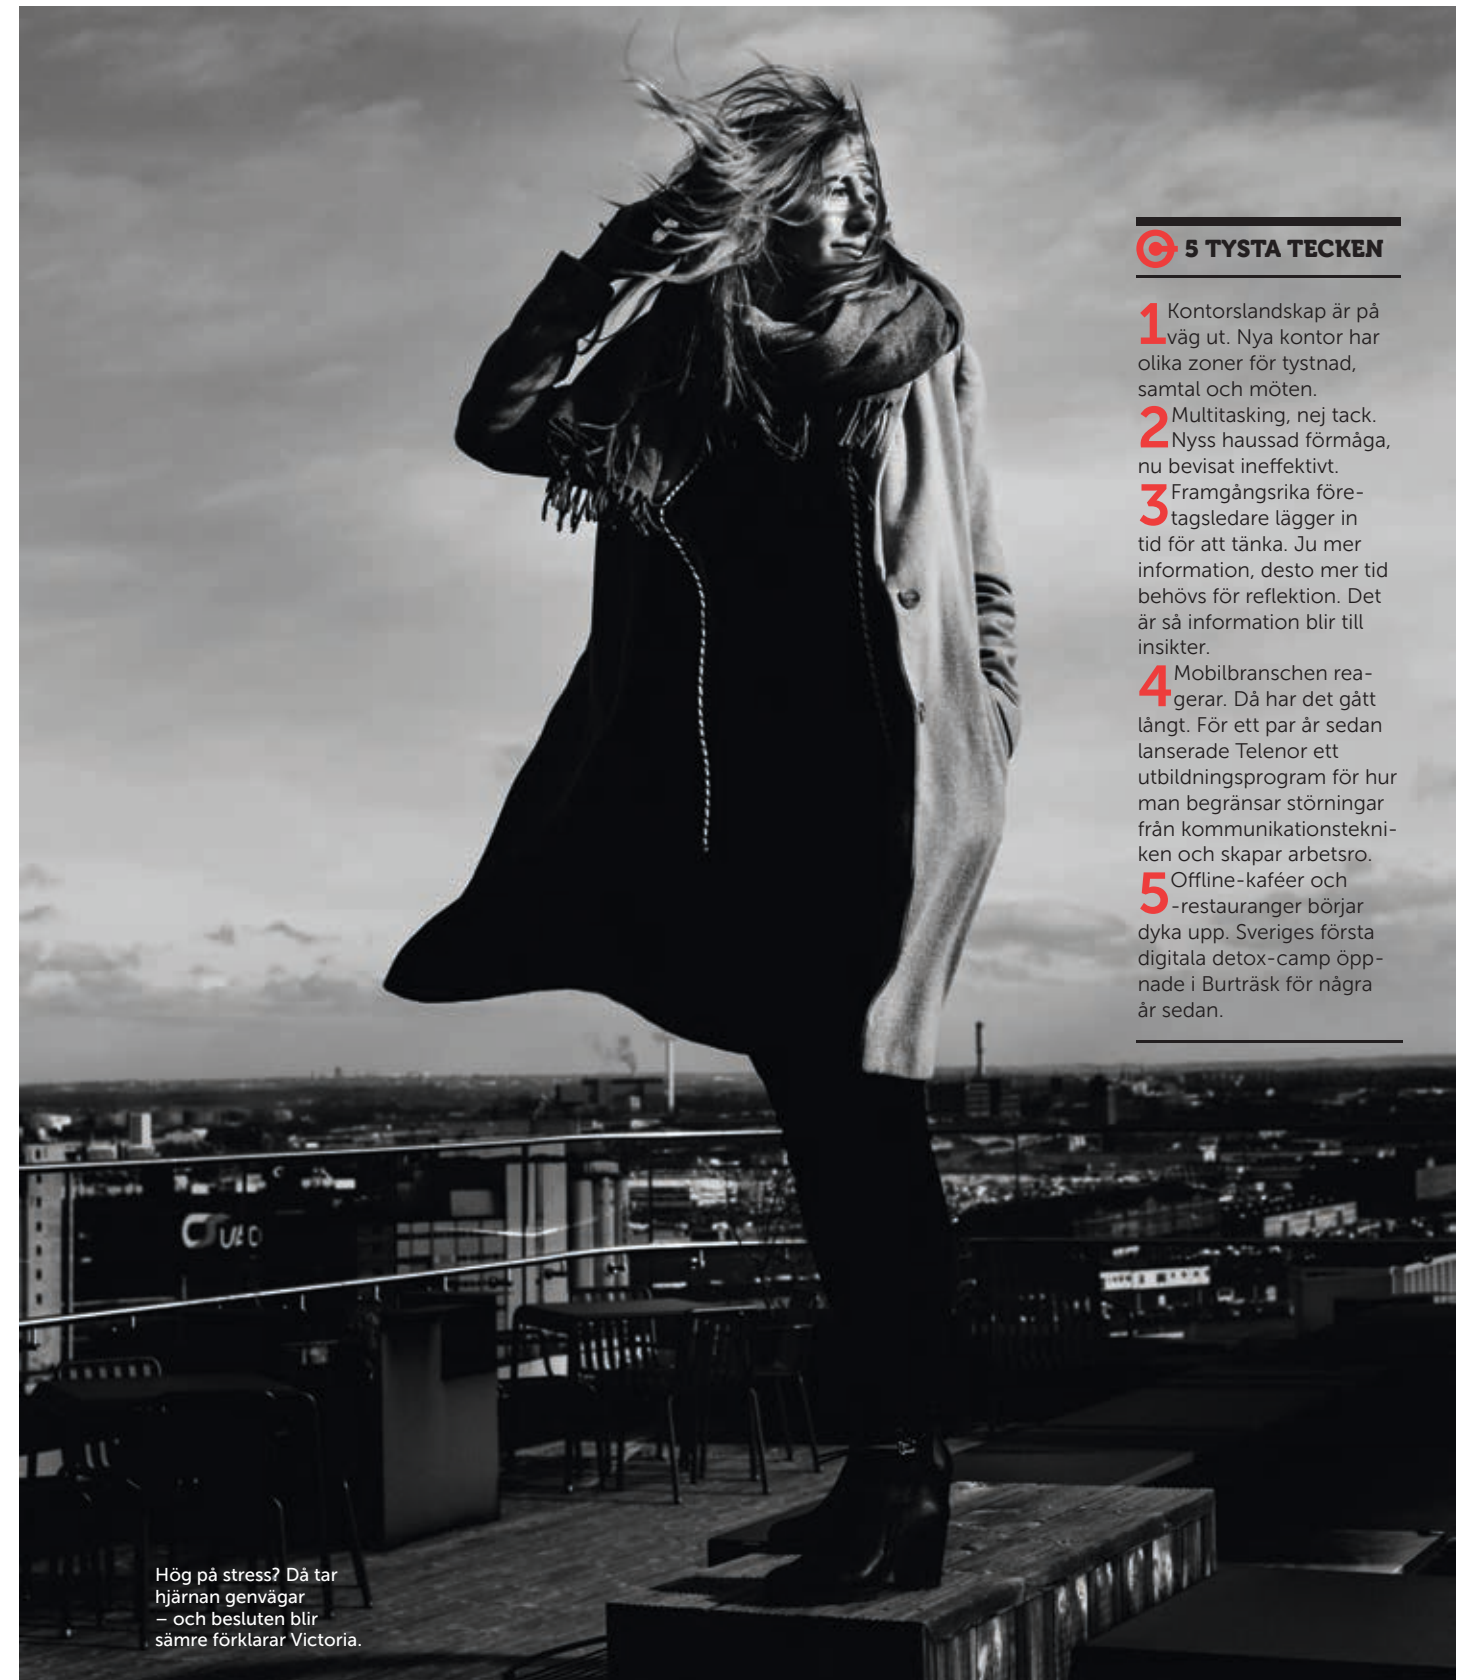 5 TYSTA TECKEN
1 Kontorslandskap är på
väg ut. Nya kontor har
olika zoner för tystnad,
samtal och möten.
2 Multitasking, nej tack.
Nyss haussad förmåga,
nu bevisat ineffektivt.
3 Framgångsrika före-
tagsledare lägger in
tid för att tänka. Ju mer
information, desto mer tid
behövs för reflektion. Det
är så information blir till
insikter.
4 Mobilbranschen rea-
gerar. Då har det gått
långt. För ett par år sedan
lanserade Telenor ett
utbildningsprogram för hur
man begränsar störningar
från kommunikationstekni-
ken och skapar arbetsro.
5 Offline-kaféer och
-restauranger börjar
dyka upp. Sveriges första
digitala detox-camp öpp-
nade i Burträsk för några
år sedan.
Hög på stress? Då tar
hjärnan genvägar
– och besluten blir
sämre förklarar Victoria.